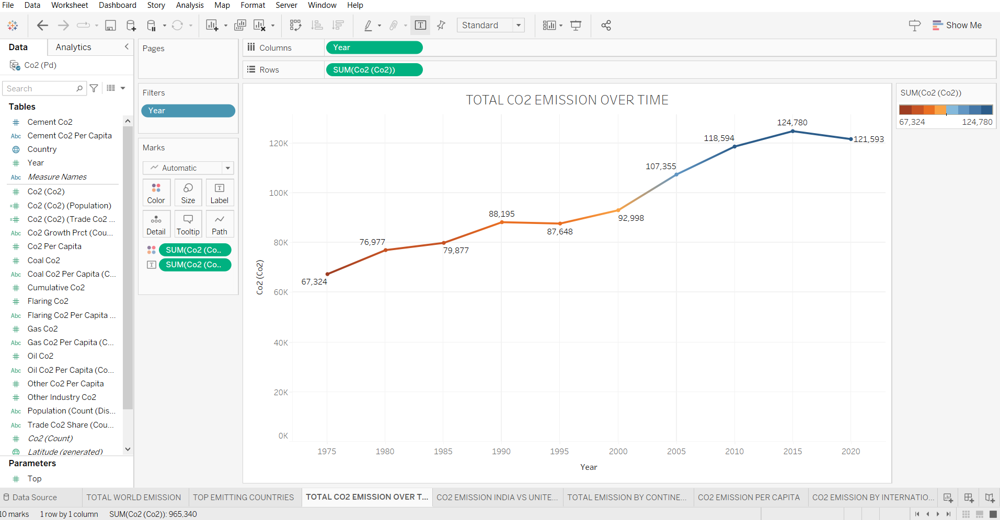 File Data Worksheet Dashboard Story Analysis Map Format Server Window Help
Standard
Show Me
Data Analytics
Co2 (Pd)
Search
Tables
Cement Co2
Abc Cement Co2 Per Capita
Country
Year
Abc Measure Names
Co2 (Co2)
Co2 (Co2) (Population)
Co2 (Co2) (Trade Co2 ...
Abc Co2 Growth Prct (Cou...
Co2 Per Capita
Coal Co2
Abc Coal Co2 Per Capita (C...
Cumulative Co2
Flaring Co2
Abc Flaring Co2 Per Capita ...
Gas Co2
Abc Gas Co2 Per Capita (C...
Oil Co2
Abc Oil Co2 Per Capita (Co...
Other Co2 Per Capita
Other Industry Co2
Abc Population (Count (Dis...
Abc Trade Co2 Share (Cou...
Co2 (Count)
Latitude (generated)
Parameters
Top
Pages
Filters
Year
Marks
Automatic
Color Size Label
Detail Tooltip Path
SUM(Co2 (Co..
SUM(Co2 (Co..
Columns Year
Rows SUM(Co2 (Co2))
TOTAL CO2 EMISSION OVER TIME
120K
100K
80K
60K
40K
20K
0K
Co2 (Co2)
67,324
76,977
79,877
88,195
87,648
92,998
107,355
118,594
124,780
121,593
1975 1980 1985 1990 1995 2000 2005 2010 2015 2020
Year
SUM(Co2 (Co2))
67,324 124,780
Data Source TOTAL WORLD EMISSION TOP EMITTING COUNTRIES TOTAL CO2 EMISSION OVER T... CO2 EMISSION INDIA VS UNITE... TOTAL EMISSION BY CONTINE... CO2 EMISSION PER CAPITA CO2 EMISSION BY INTERNATIO...
10 marks 1 row by 1 column SUM(Co2 (Co2)): 965,340